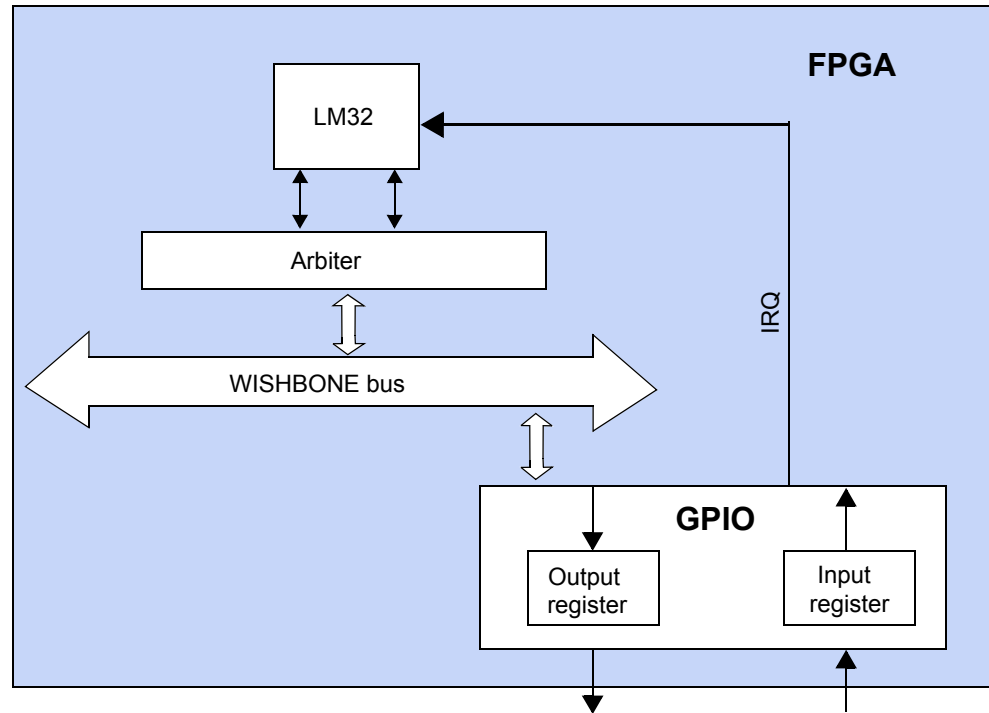 FPGA
LM32
Arbiter
IRQ
WISHBONE bus
GPIO
Output
register
Input
register